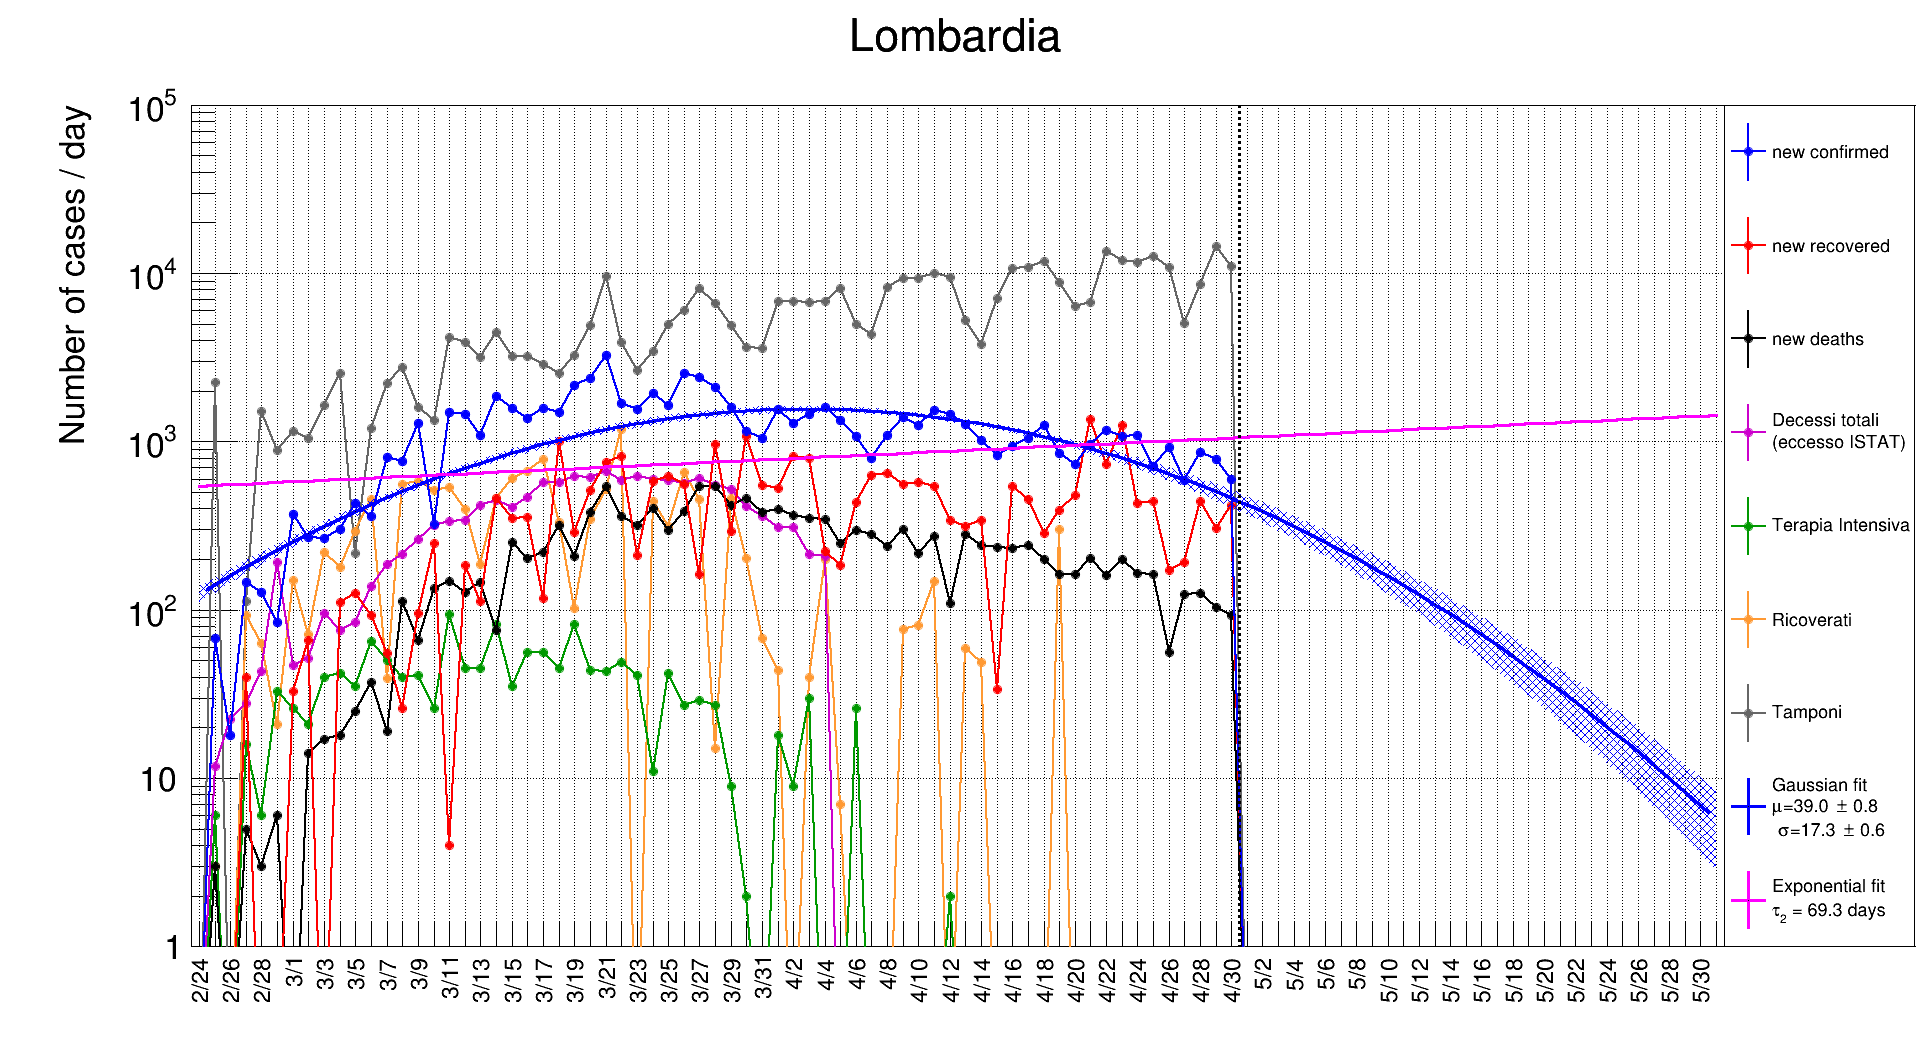 Lombardia
Number of cases / day
10^5
10^4
10^3
10^2
10
1
2/24 2/26 2/28 3/1 3/3 3/5 3/7 3/9 3/11 3/13 3/15 3/17 3/19 3/21 3/23 3/25 3/27 3/29 3/31 4/2 4/4 4/6 4/8 4/10 4/12 4/14 4/16 4/18 4/20 4/22 4/24 4/26 4/28 4/30 5/2 5/4 5/6 5/8 5/10 5/12 5/14 5/16 5/18 5/20 5/22 5/24 5/26 5/28 5/30
new confirmed
new recovered
new deaths
Decessi totali
(eccesso ISTAT)
Terapia Intensiva
Ricoverati
Tamponi
Gaussian fit
μ=39.0 ± 0.8
σ=17.3 ± 0.6
Exponential fit
τ_2 = 69.3 days